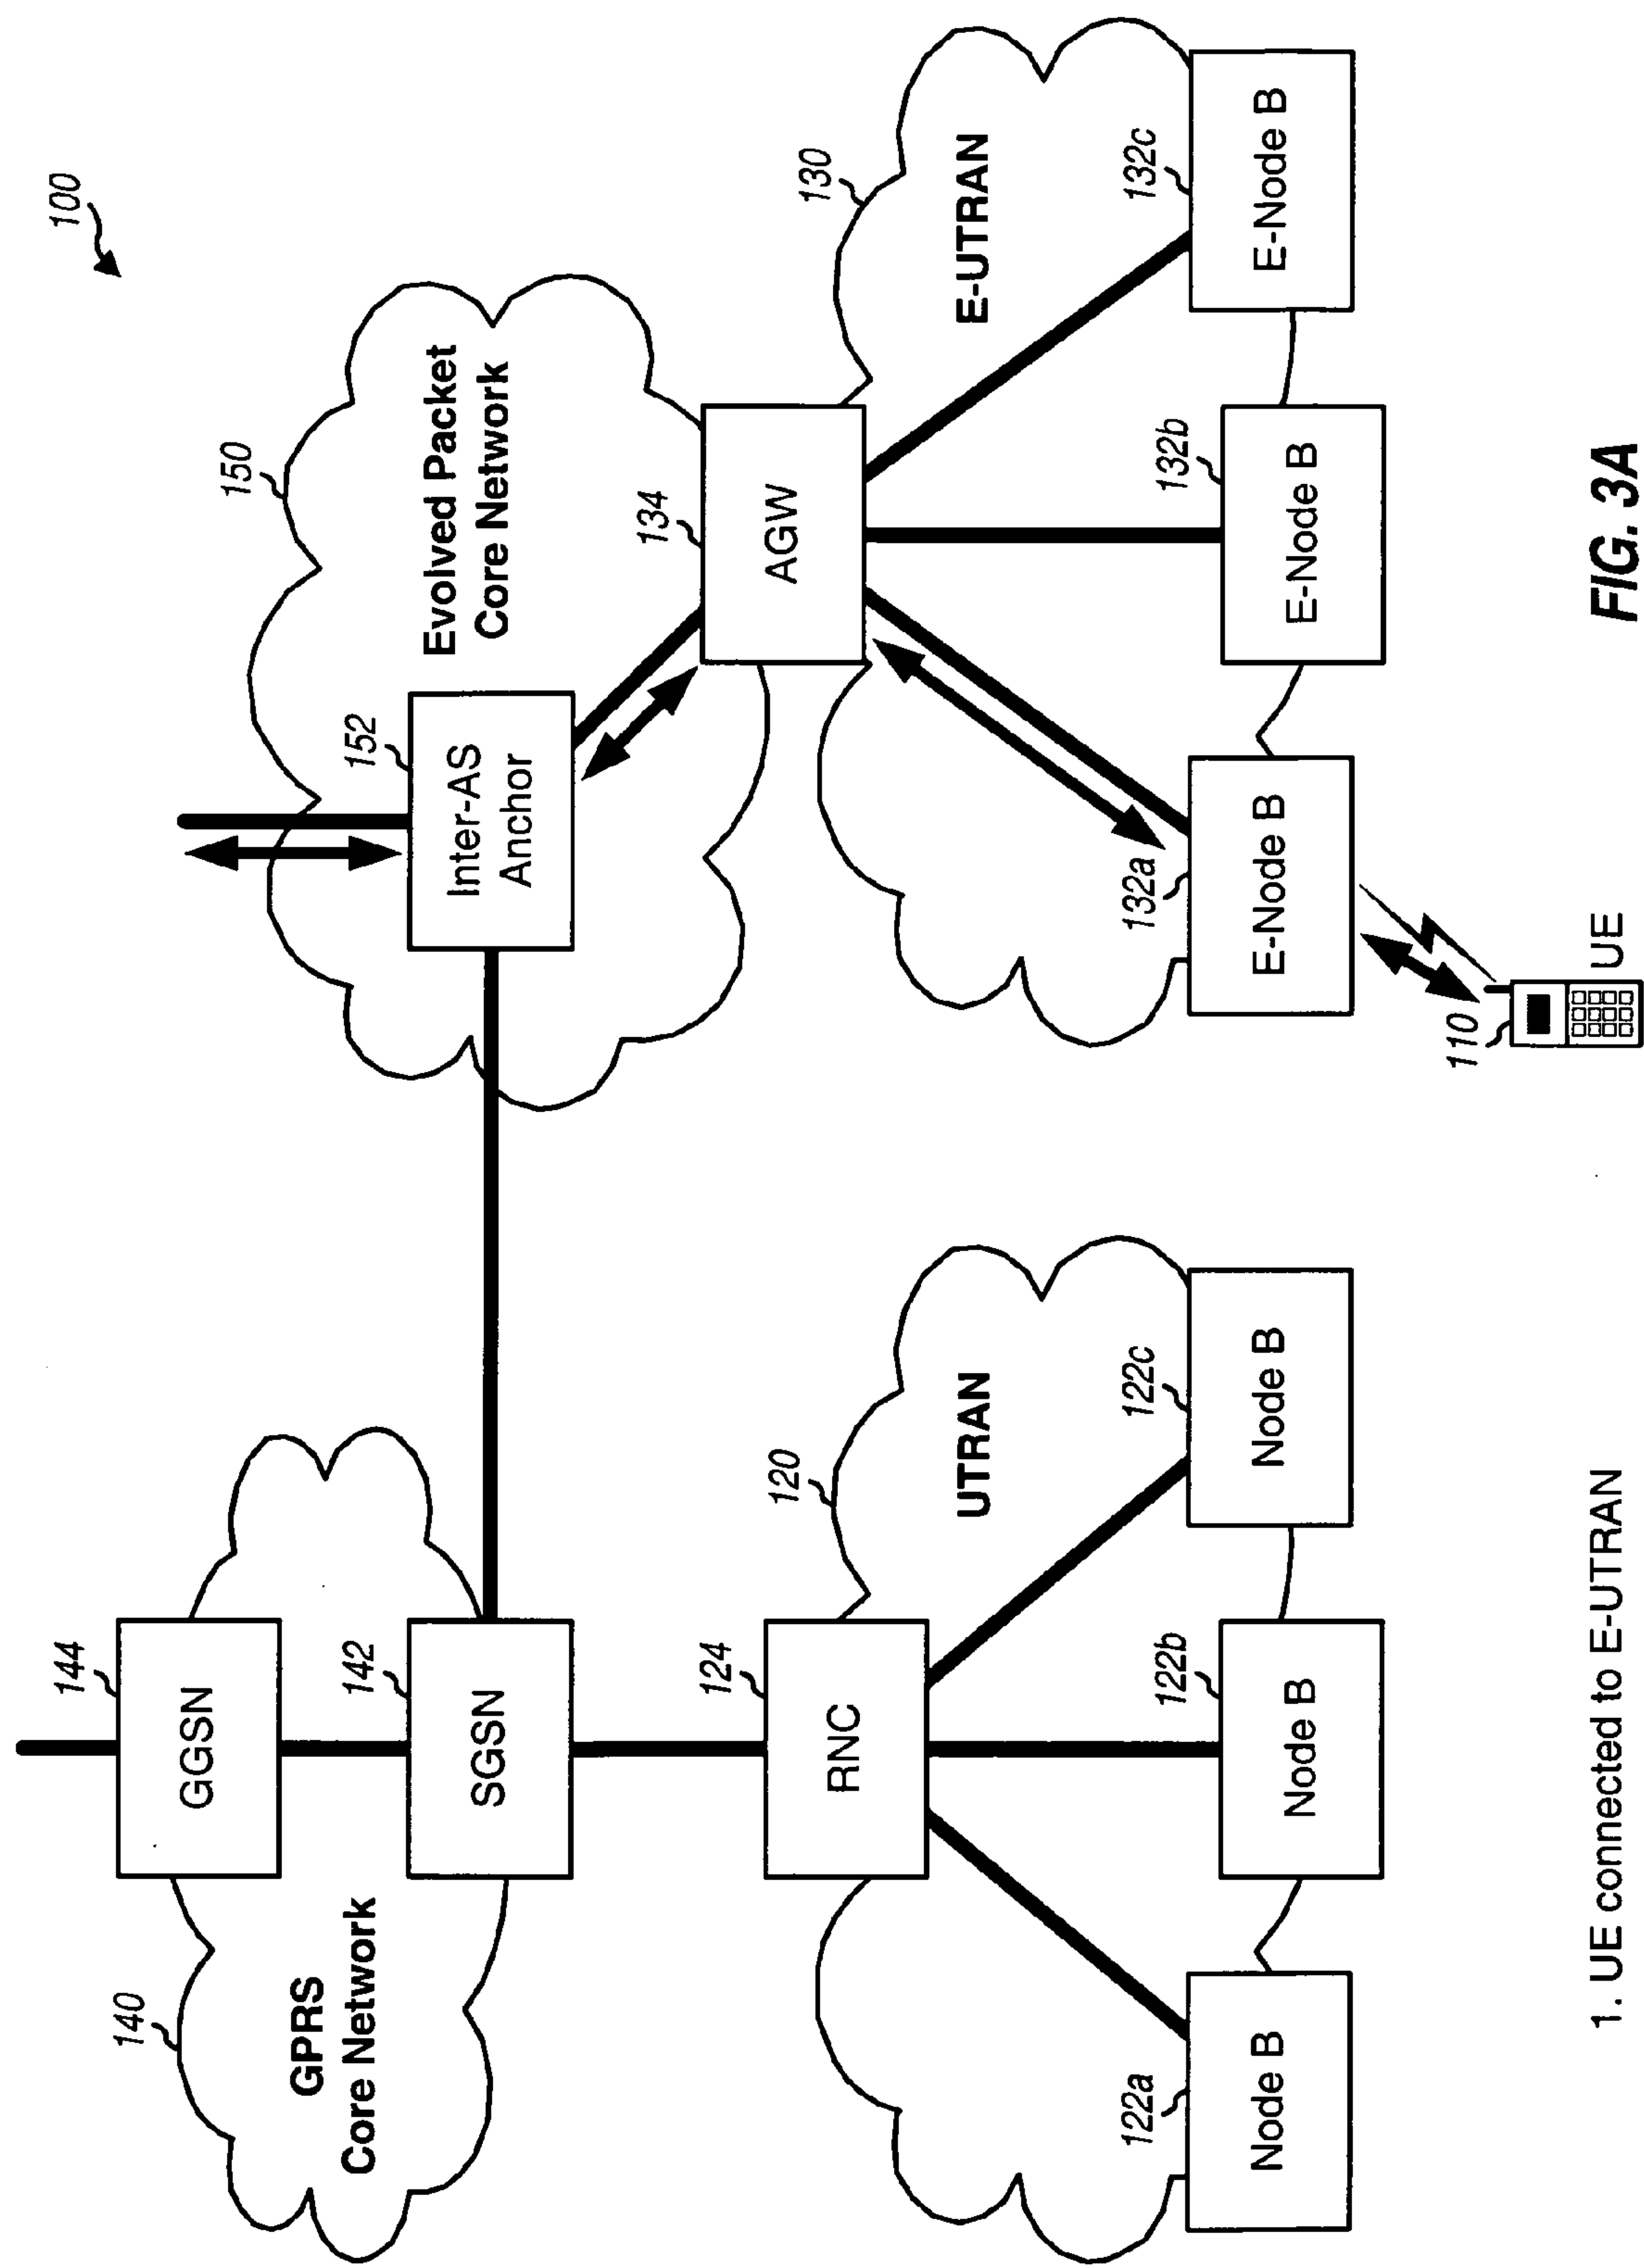 100
144
GGSN
140
GPRS
Core Network
142
SGSN
150
Evolved Packet
Core Network
152
Inter-AS
Anchor
134
AGW
124
RNC
120
UTRAN
122a
Node B
122b
Node B
122c
Node B
130
E-UTRAN
132a
E-Node B
132b
E-Node B
132c
E-Node B
110
UE
1. UE connected to E-UTRAN
FIG. 3A